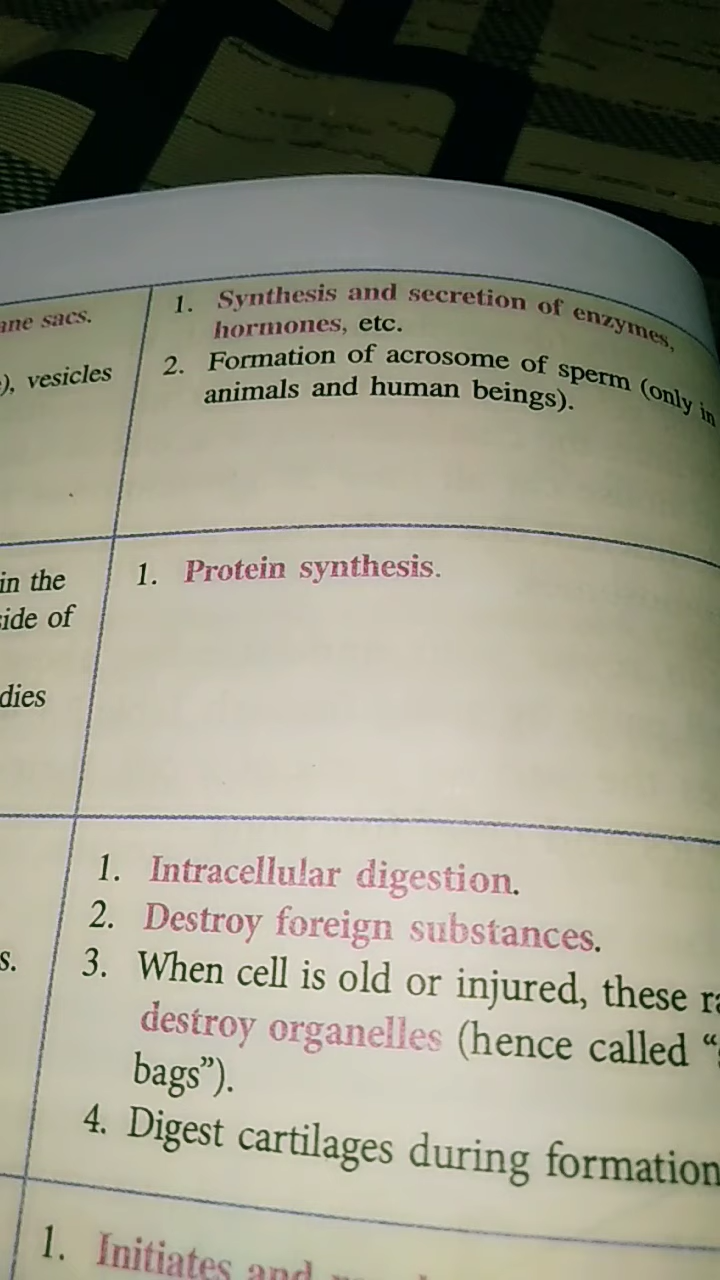 ane sacs.
), vesicles
1. Synthesis and secretion of enzymes,
hormones, etc.
2. Formation of acrosome of sperm (only in
animals and human beings).
in the
side of
dies
1. Protein synthesis.
s.
1. Intracellular digestion.
2. Destroy foreign substances.
3. When cell is old or injured, these ra
destroy organelles (hence called “
bags”).
4. Digest cartilages during formation
1. Initiates and